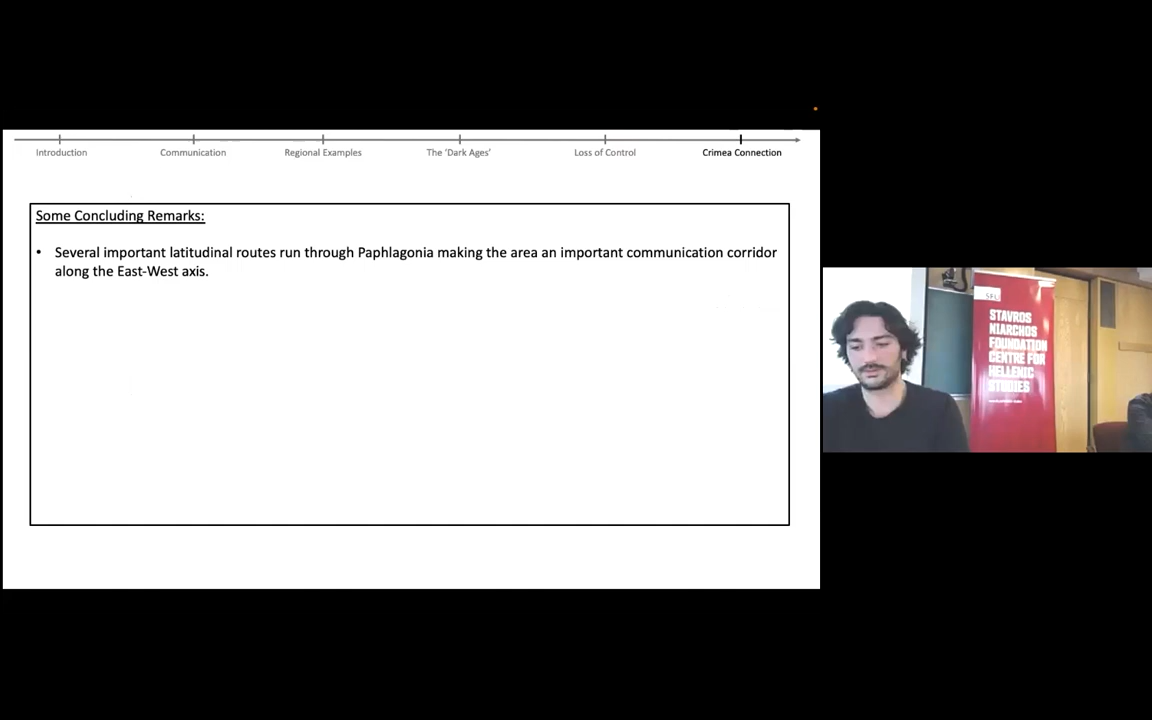 Introduction
Communication
Regional Examples
The 'Dark Ages'
Loss of Control
Crimea Connection
Some Concluding Remarks:
• Several important latitudinal routes run through Paphlagonia making the area an important communication corridor
along the East-West axis.
SFU
STAVROS
NIARCHOS
FOUNDATION
CENTRE FOR
HELLENIC
STUDIES